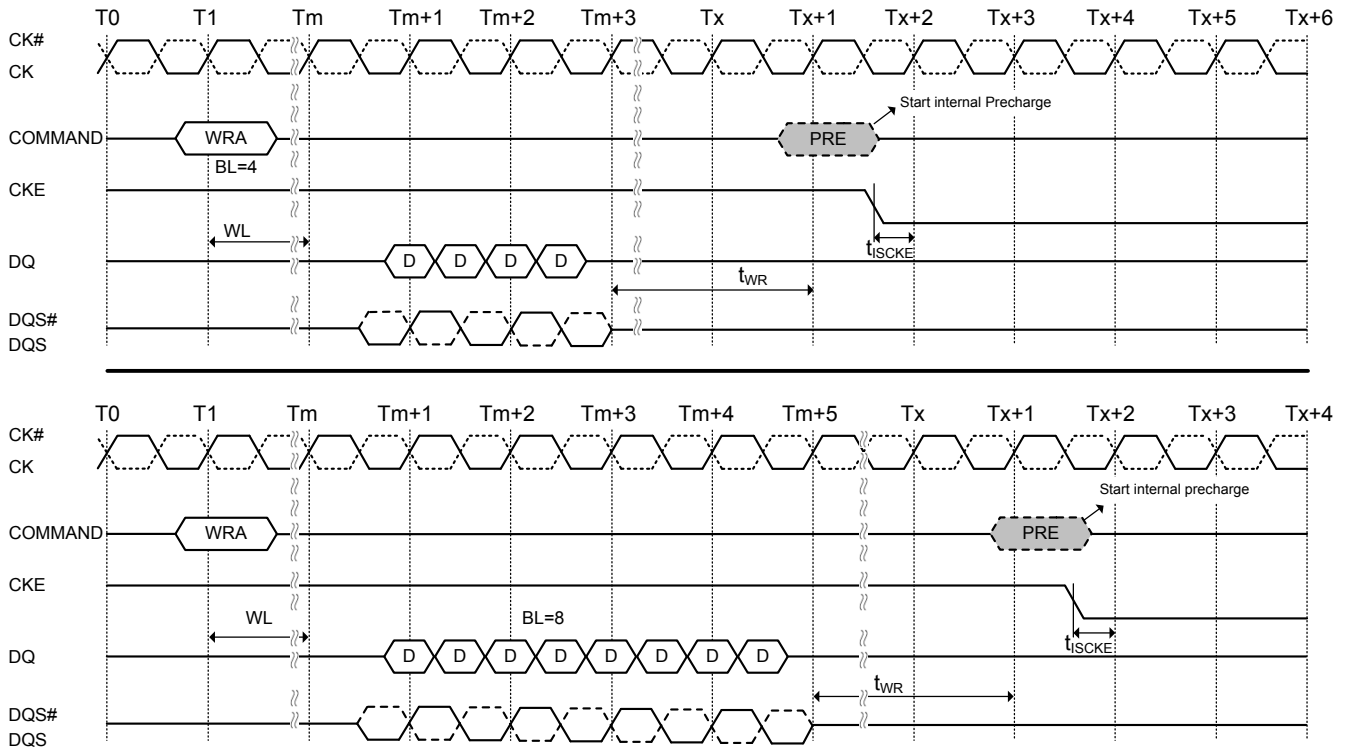 T0 T1 Tm Tm+1 Tm+2 Tm+3 Tx Tx+1 Tx+2 Tx+3 Tx+4 Tx+5 Tx+6
CK#
CK
Start internal Precharge
COMMAND WRA PRE
BL=4
CKE
WL
tISCKE
DQ D D D D
tWR
DQS#
DQS
T0 T1 Tm Tm+1 Tm+2 Tm+3 Tm+4 Tm+5 Tx Tx+1 Tx+2 Tx+3 Tx+4
CK#
CK
Start internal precharge
COMMAND WRA PRE
CKE
WL BL=8
tISCKE
DQ D D D D D D D D
tWR
DQS#
DQS